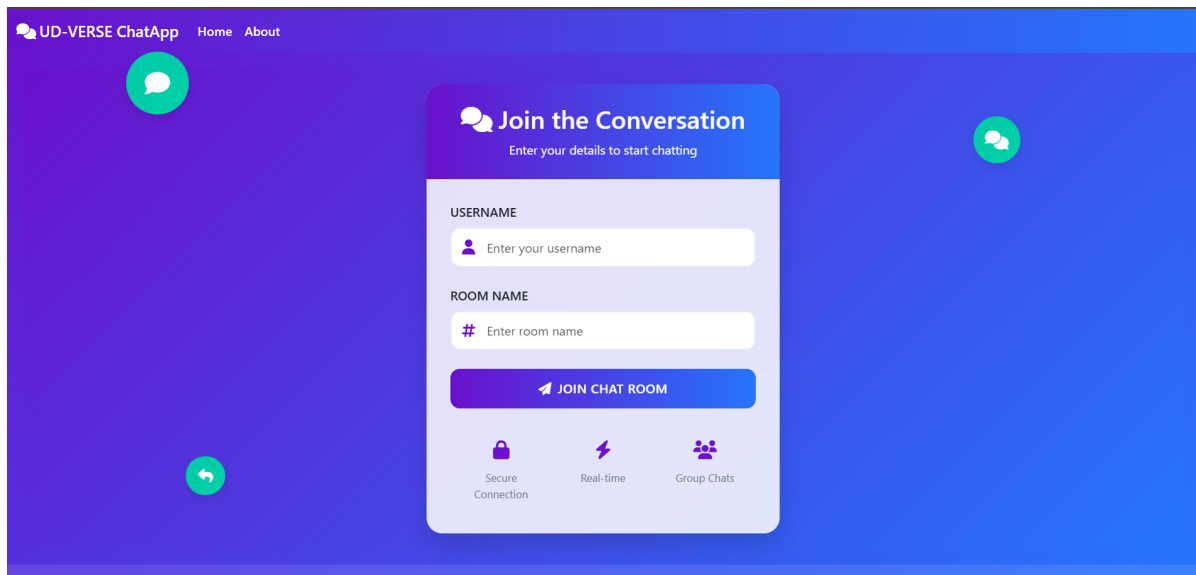 UD-VERSE ChatApp Home About
Join the Conversation
Enter your details to start chatting
USERNAME
Enter your username
ROOM NAME
# Enter room name
JOIN CHAT ROOM
Secure Connection
Real-time
Group Chats